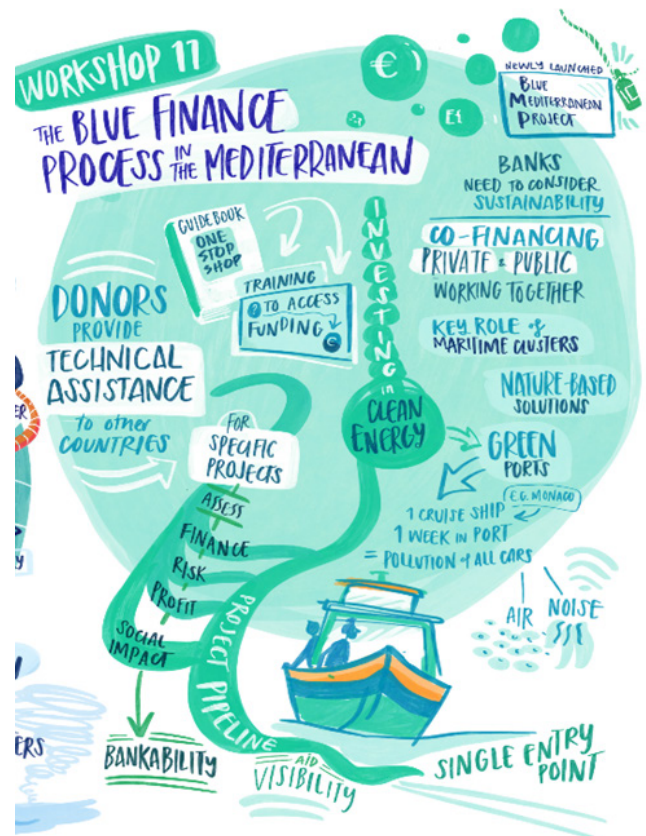 WORKSHOP 11
THE BLUE FINANCE
PROCESS IN THE MEDITERRANEAN
€
E£
NEWLY LAUNCHED
BLUE
MEDITERRANEAN
PROJECT
BANKS
NEED TO CONSIDER
SUSTAINABILITY
CO-FINANCING
PRIVATE & PUBLIC
WORKING TOGETHER
KEY ROLE of
MARITIME CLUSTERS
NATURE-BASED
SOLUTIONS
GUIDEBOOK
ONE
STOP
SHOP
TRAINING
? TO ACCESS
FUNDING €
INVESTING
in
CLEAN
ENERGY
GREEN
PORTS
E.G. MONACO
1 CRUISE SHIP
1 WEEK IN PORT
= POLLUTION of ALL CARS
AIR
NOISE
DONORS
PROVIDE
TECHNICAL
ASSISTANCE
to other
COUNTRIES
FOR
SPECIFIC
PROJECTS
ASSESS
FINANCE
RISK
PROFIT
SOCIAL
IMPACT
BANKABILITY
PROJECT PIPELINE
AID
VISIBILITY
SINGLE ENTRY
POINT
ER
Y
ERS